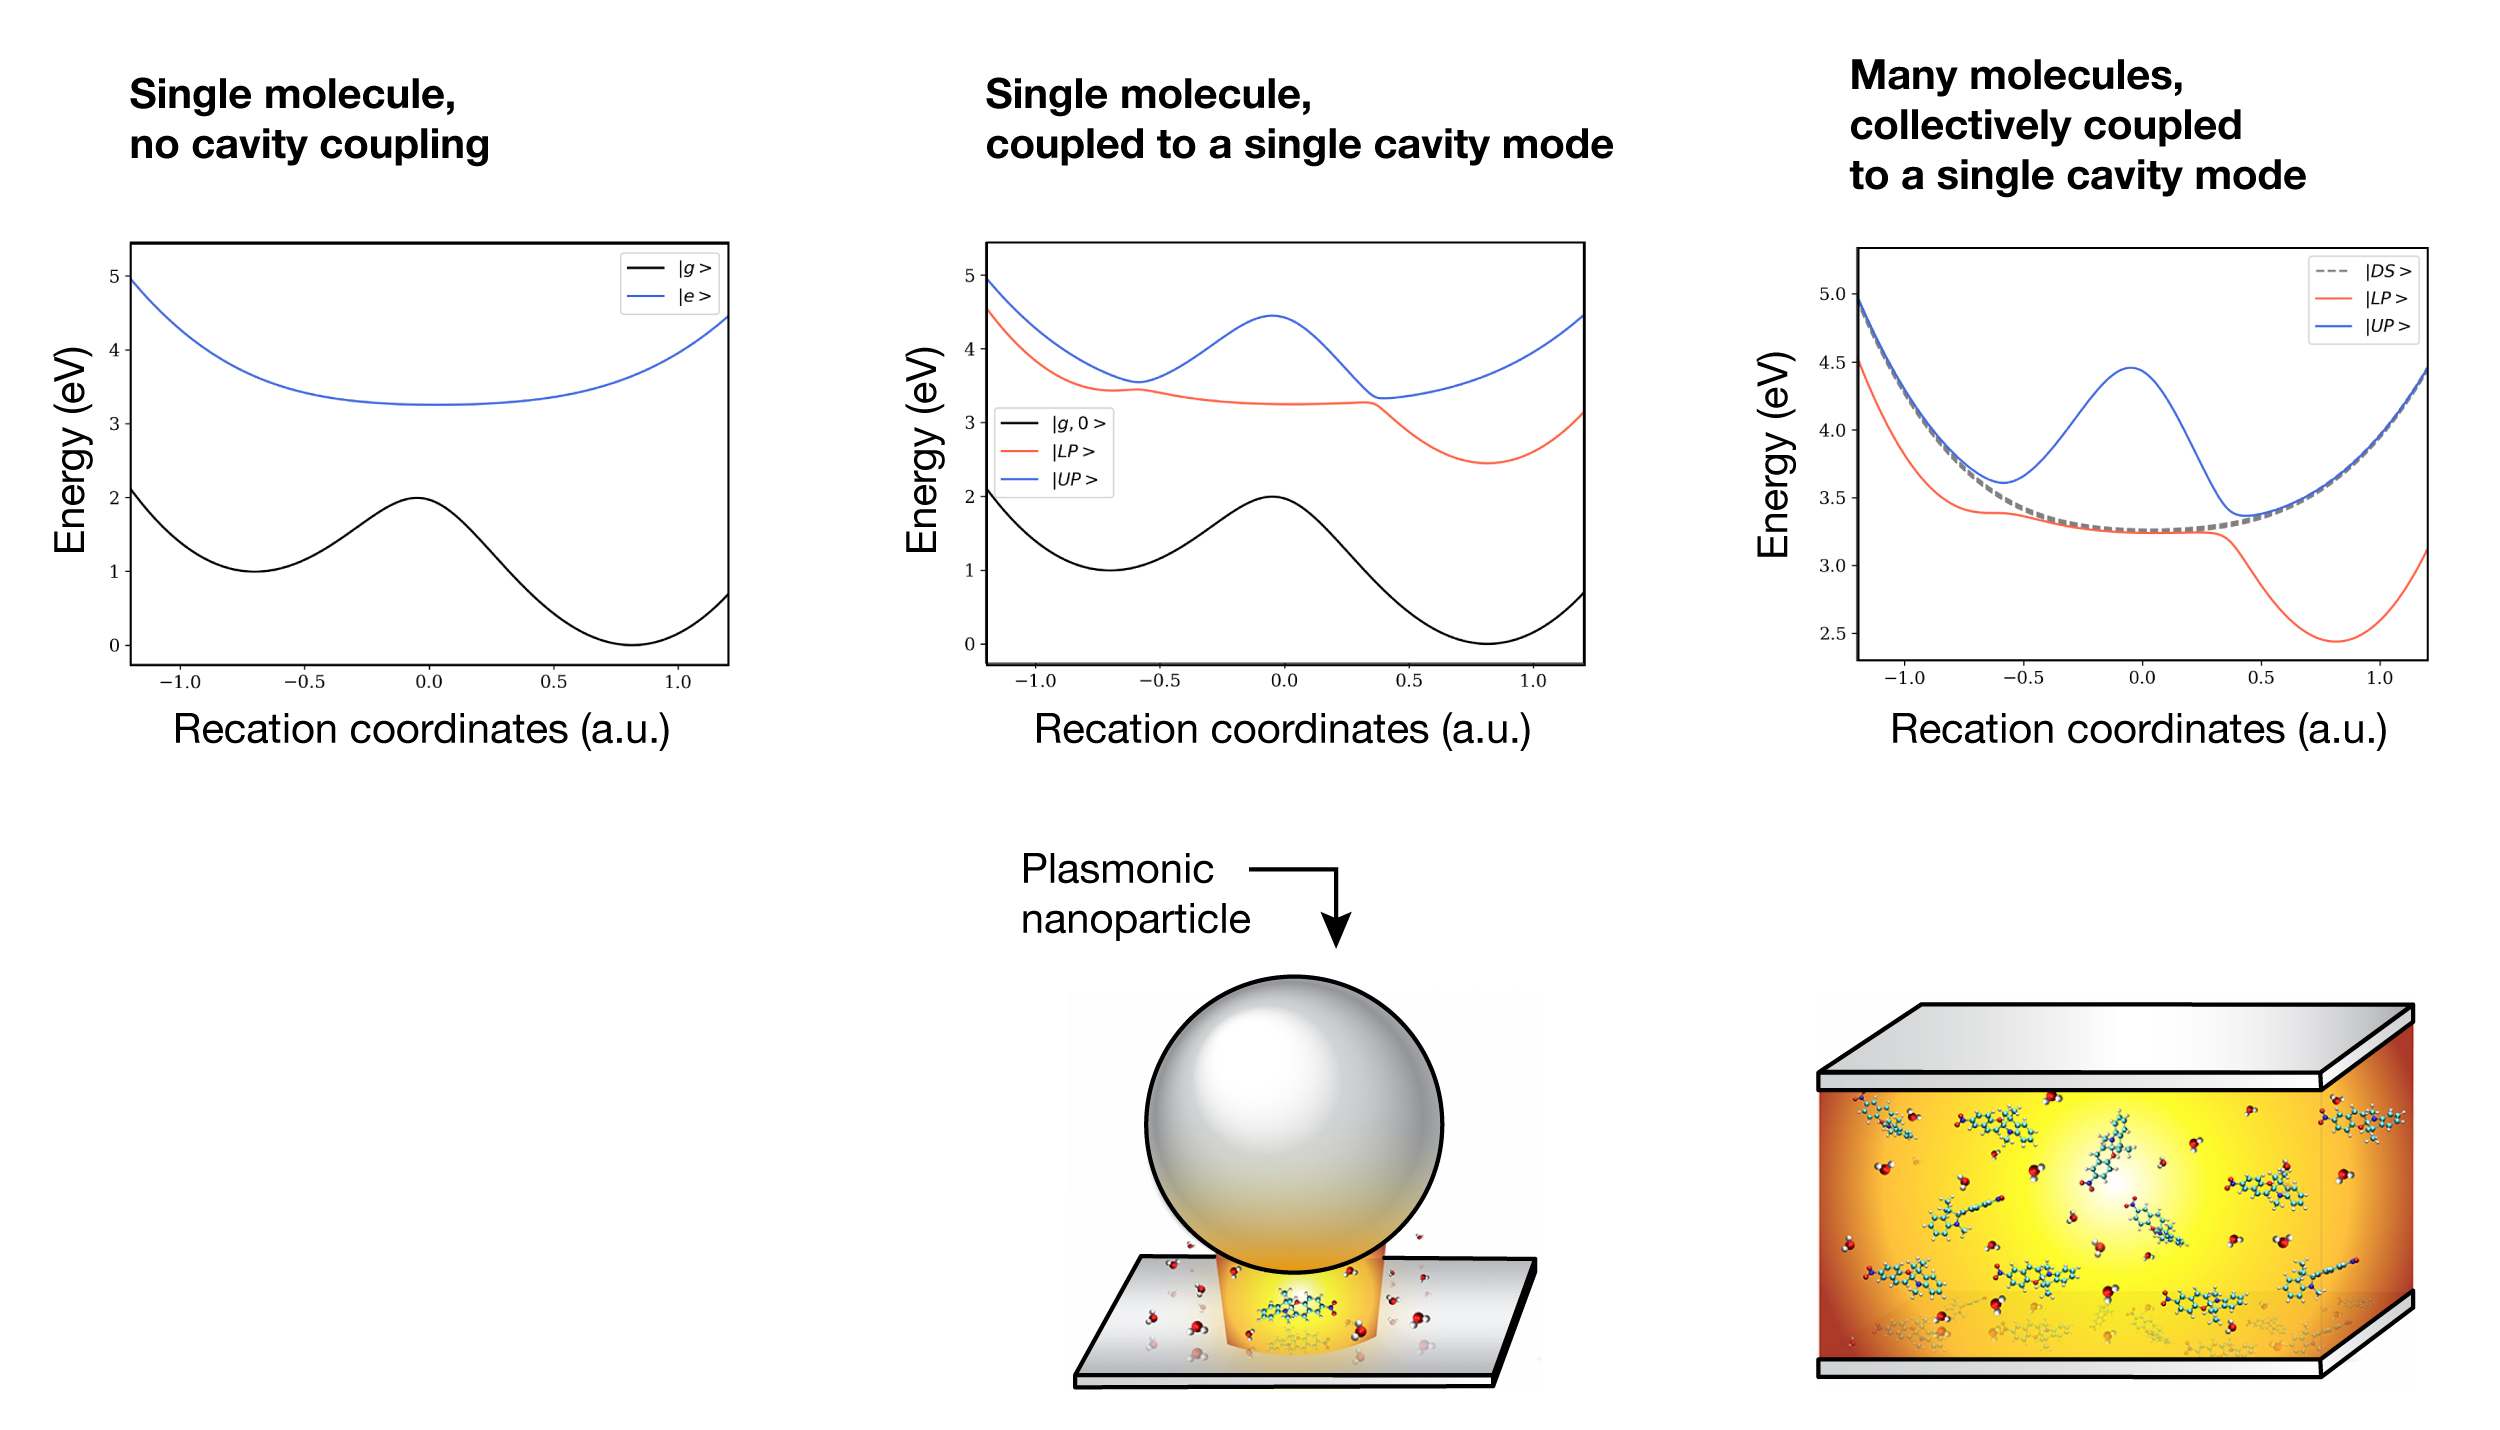 Single molecule,
no cavity coupling
Single molecule,
coupled to a single cavity mode
Many molecules,
collectively coupled
to a single cavity mode
Energy (eV)
5
4
3
2
1
0
|g>
|e>
−1.0 −0.5 0.0 0.5 1.0
Recation coordinates (a.u.)
Energy (eV)
5
4
3
2
1
0
|g, 0>
|LP>
|UP>
−1.0 −0.5 0.0 0.5 1.0
Recation coordinates (a.u.)
Energy (eV)
5.0
4.5
4.0
3.5
3.0
2.5
|DS>
|LP>
|UP>
−1.0 −0.5 0.0 0.5 1.0
Recation coordinates (a.u.)
Plasmonic
nanoparticle